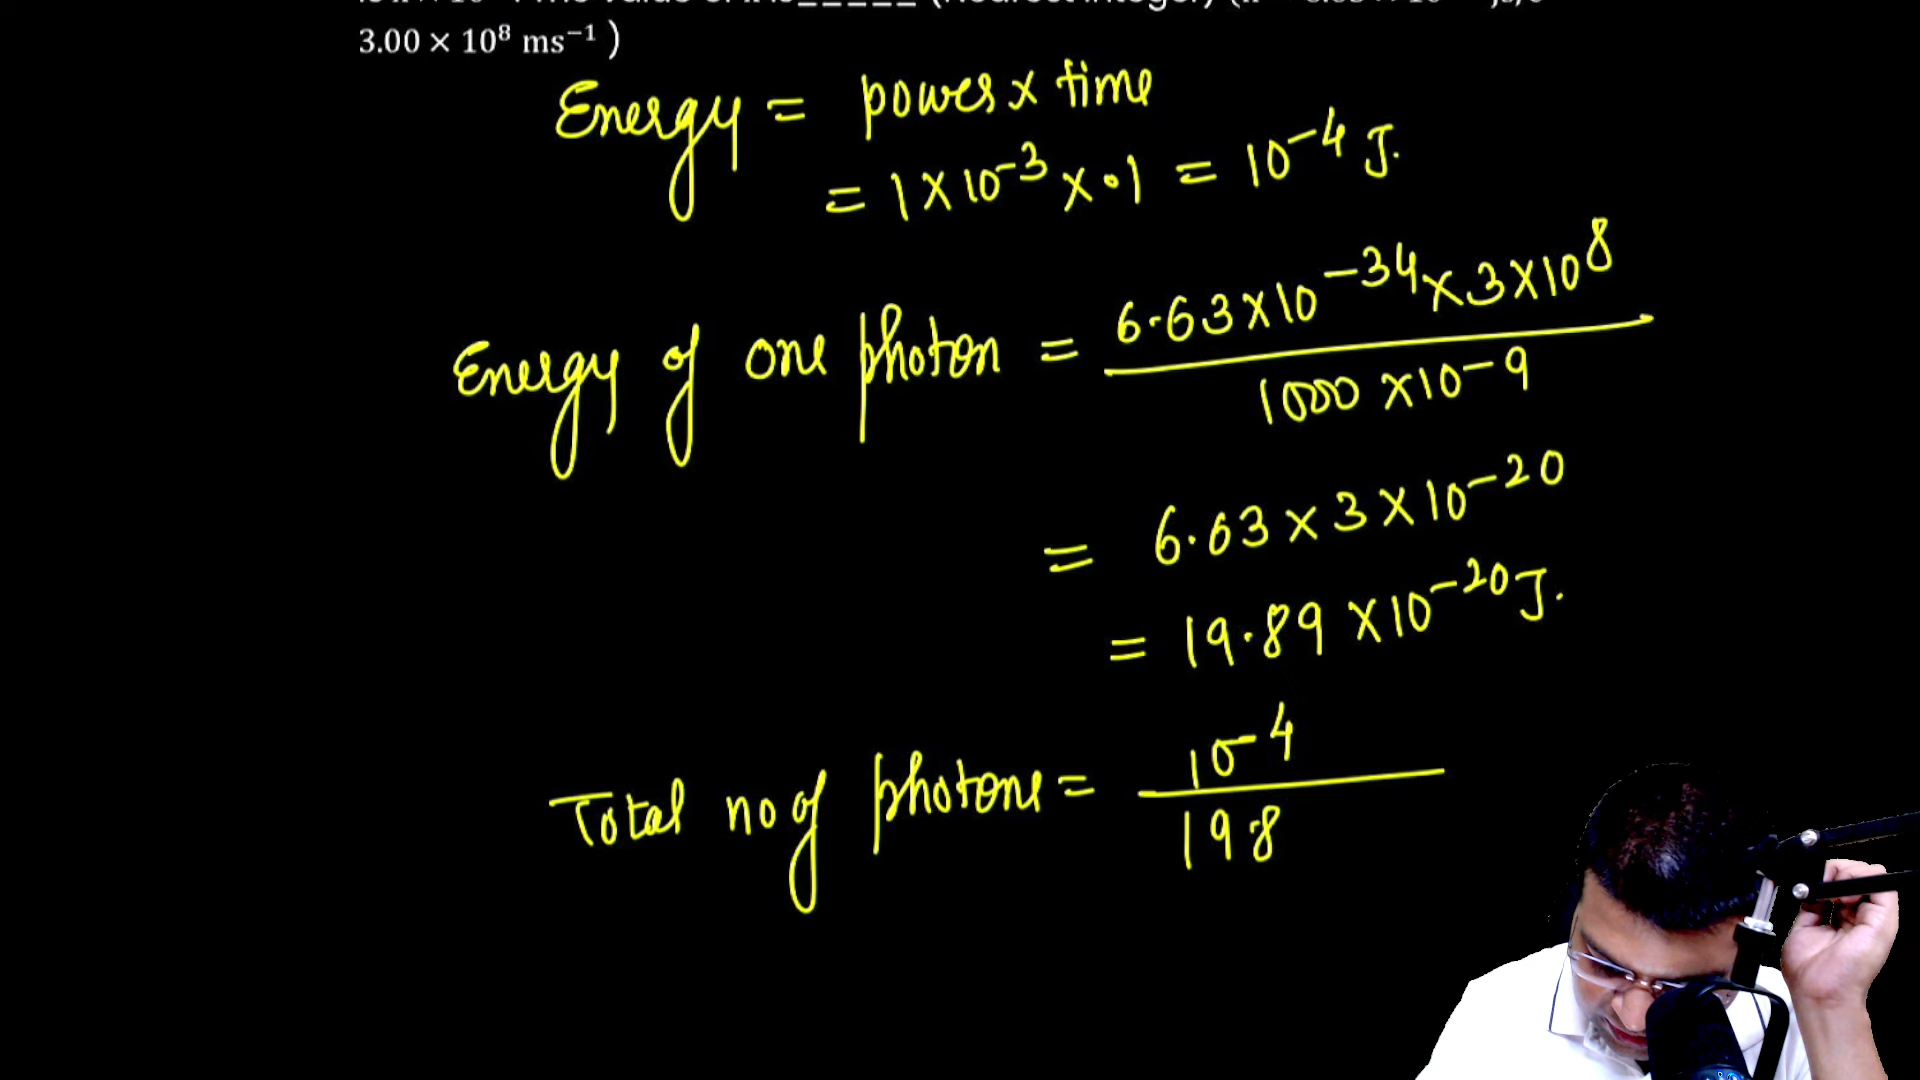 3.00 × 10⁸ ms⁻¹ )
Energy = power x time
= 1 x 10⁻³ x .1 = 10⁻⁴ J.
Energy of one photon = 6.63 x 10⁻³⁴ x 3 x 10⁸
1000 x 10⁻⁹
= 6.63 x 3 x 10⁻²⁰
= 19.89 x 10⁻²⁰ J.
Total no of photons = 10⁻⁴
19.8